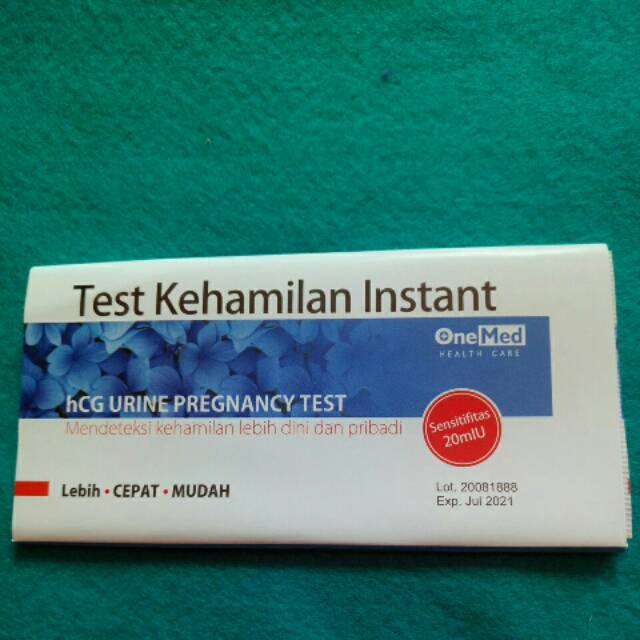 Test Kehamilan Instant
OneMed
HEALTH CARE
hCG URINE PREGNANCY TEST
Mendeteksi kehamilan lebih dini dan pribadi
Sensitifitas
20mIU
Lebih • CEPAT • MUDAH
Lot. 20081888
Exp. Jul 2021